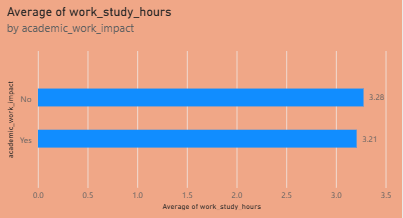 Average of work_study_hours
by academic_work_impact
academic_work_impact
No
3.28
Yes
3.21
0.0 0.5 1.0 1.5 2.0 2.5 3.0 3.5
Average of work_study_hours